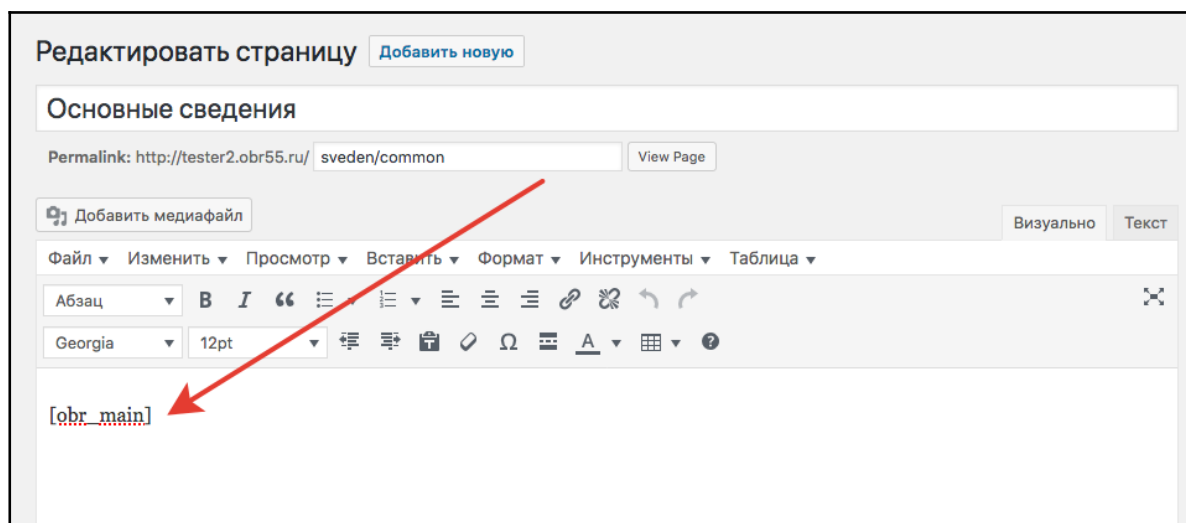 Редактировать страницу Добавить новую
Основные сведения
Permalink: http://tester2.obr55.ru/ sveden/common View Page
Добавить медиафайл
Визуально Текст
Файл Изменить Просмотр Вставить Формат Инструменты Таблица
Абзац B I
Georgia 12pt Ω A
[obr_main]